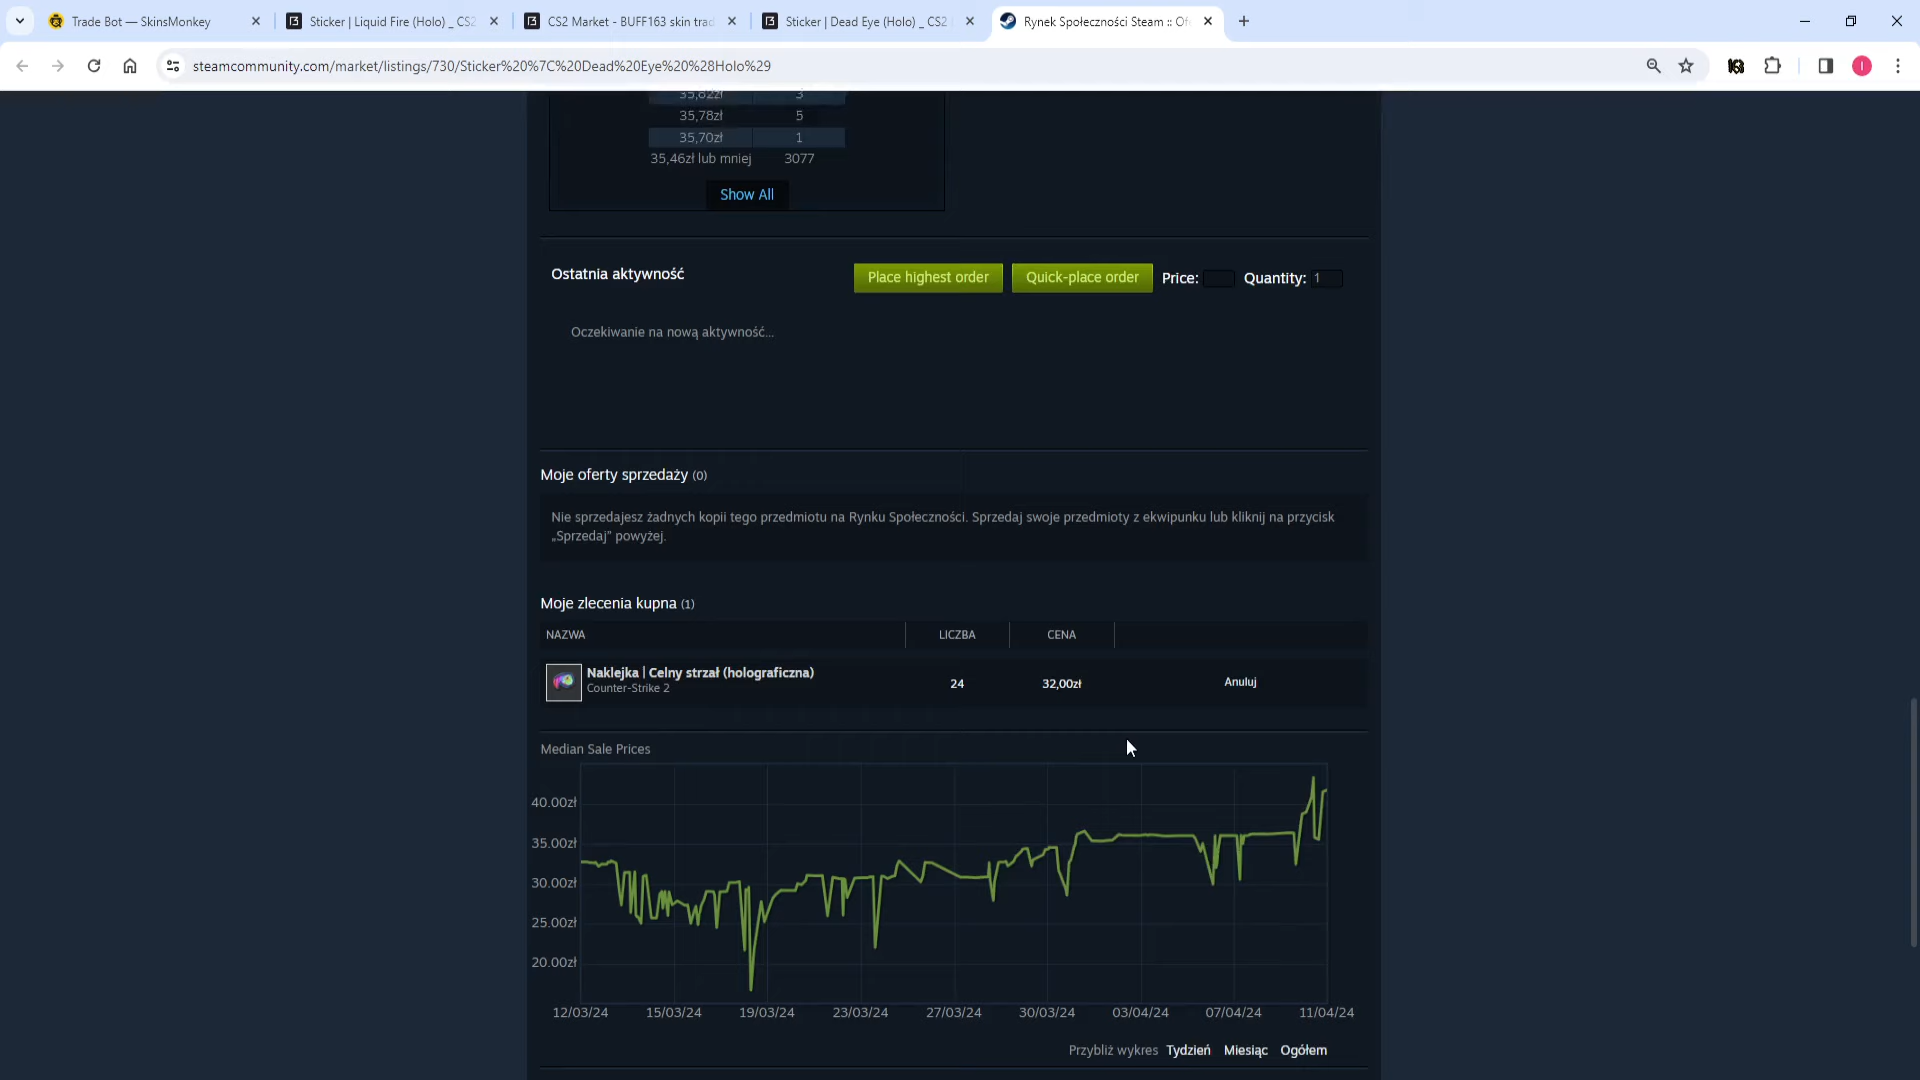 Trade Bot — SkinsMonkey
Sticker | Liquid Fire (Holo) _ CS2
CS2 Market - BUFF163 skin trad
Sticker | Dead Eye (Holo) _ CS2
Rynek Społeczności Steam :: Ofe
steamcommunity.com/market/listings/730/Sticker%20%7C%20Dead%20Eye%20%28Holo%29
35,82zł 3
35,78zł 5
35,70zł 1
35,46zł lub mniej 3077
Show All
Ostatnia aktywność
Place highest order
Quick-place order
Price:
Quantity: 1
Oczekiwanie na nową aktywność...
Moje oferty sprzedaży (0)
Nie sprzedajesz żadnych kopii tego przedmiotu na Rynku Społeczności. Sprzedaj swoje przedmioty z ekwipunku lub kliknij na przycisk
„Sprzedaj” powyżej.
Moje zlecenia kupna (1)
NAZWA LICZBA CENA
Naklejka | Celny strzał (holograficzna)
Counter-Strike 2
24 32,00zł Anuluj
Median Sale Prices
40.00zł
35.00zł
30.00zł
25.00zł
20.00zł
12/03/24 15/03/24 19/03/24 23/03/24 27/03/24 30/03/24 03/04/24 07/04/24 11/04/24
Przybliż wykres Tydzień Miesiąc Ogółem